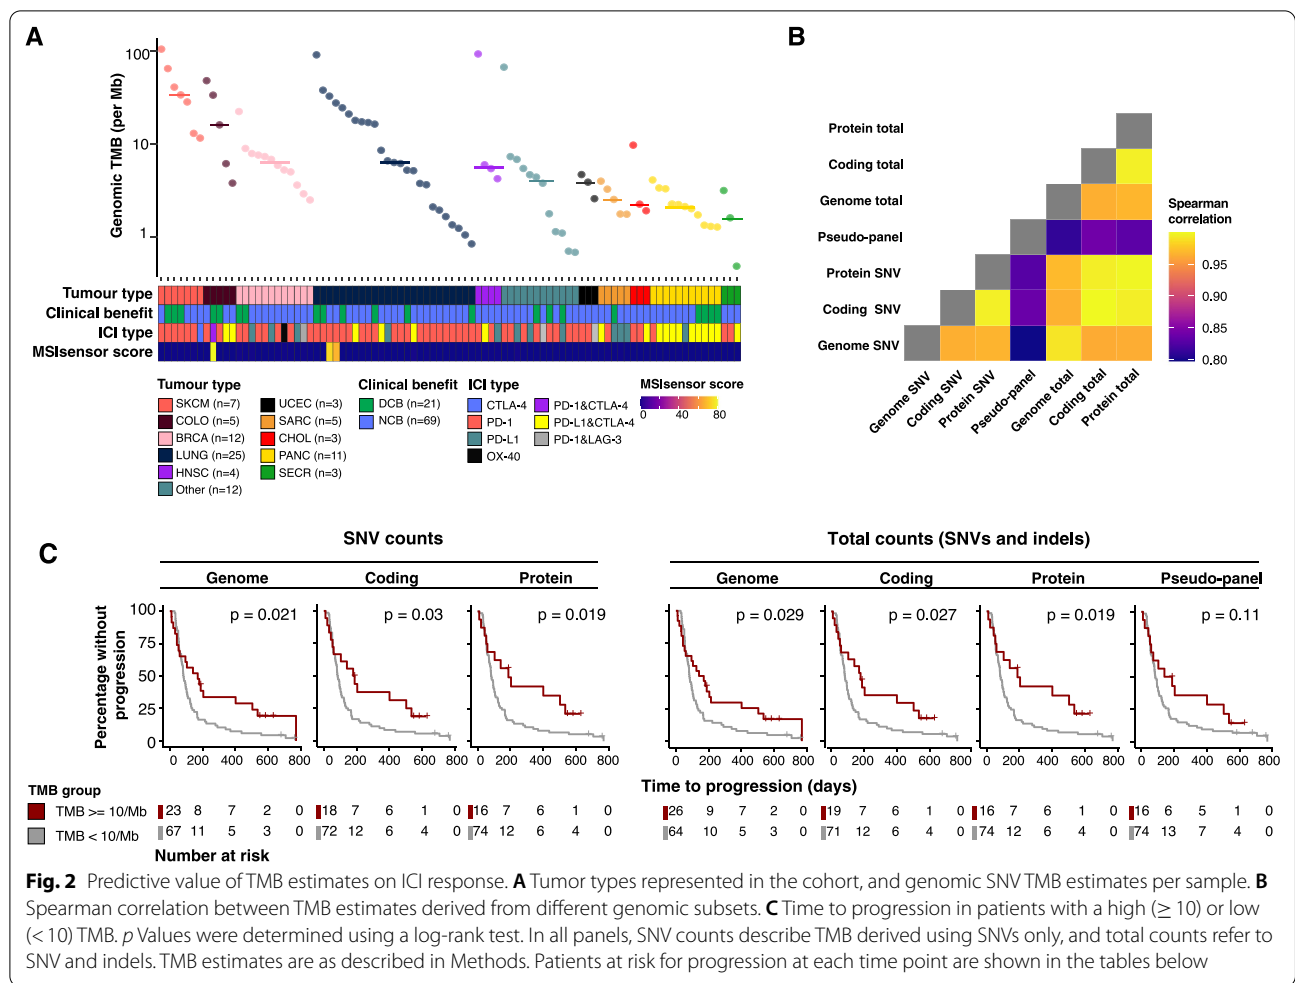 A
Genomic TMB (per Mb)
100
10
1
Tumour type
Clinical benefit
ICI type
MSIsensor score
Tumour type
SKCM (n=7)
COLO (n=5)
BRCA (n=12)
LUNG (n=25)
HNSC (n=4)
Other (n=12)
UCEC (n=3)
SARC (n=5)
CHOL (n=3)
PANC (n=11)
SECR (n=3)
Clinical benefit
DCB (n=21)
NCB (n=69)
ICI type
CTLA-4
PD-1
PD-L1
OX-40
PD-1&CTLA-4
PD-L1&CTLA-4
PD-1&LAG-3
MSIsensor score
0 40 80
B
Protein total
Coding total
Genome total
Pseudo-panel
Protein SNV
Coding SNV
Genome SNV
Genome SNV
Coding SNV
Protein SNV
Pseudo-panel
Genome total
Coding total
Protein total
Spearman
correlation
0.95
0.90
0.85
0.80
C
SNV counts
Total counts (SNVs and indels)
Genome Coding Protein Genome Coding Protein Pseudo-panel
Percentage without
progression
100
75
50
25
0
p = 0.021 p = 0.03 p = 0.019 p = 0.029 p = 0.027 p = 0.019 p = 0.11
0 200 400 600 800 0 200 400 600 800 0 200 400 600 800 0 200 400 600 800 0 200 400 600 800 0 200 400 600 800 0 200 400 600 800
Time to progression (days)
TMB group
TMB >= 10/Mb 23 8 7 2 0 18 7 6 1 0 16 7 6 1 0 26 9 7 2 0 19 7 6 1 0 16 7 6 1 0 16 6 5 1 0
TMB < 10/Mb 67 11 5 3 0 72 12 6 4 0 74 12 6 4 0 64 10 5 3 0 71 12 6 4 0 74 12 6 4 0 74 13 7 4 0
Number at risk
Fig. 2 Predictive value of TMB estimates on ICI response. A Tumor types represented in the cohort, and genomic SNV TMB estimates per sample. B
Spearman correlation between TMB estimates derived from different genomic subsets. C Time to progression in patients with a high (≥ 10) or low
(< 10) TMB. p Values were determined using a log-rank test. In all panels, SNV counts describe TMB derived using SNVs only, and total counts refer to
SNV and indels. TMB estimates are as described in Methods. Patients at risk for progression at each time point are shown in the tables below